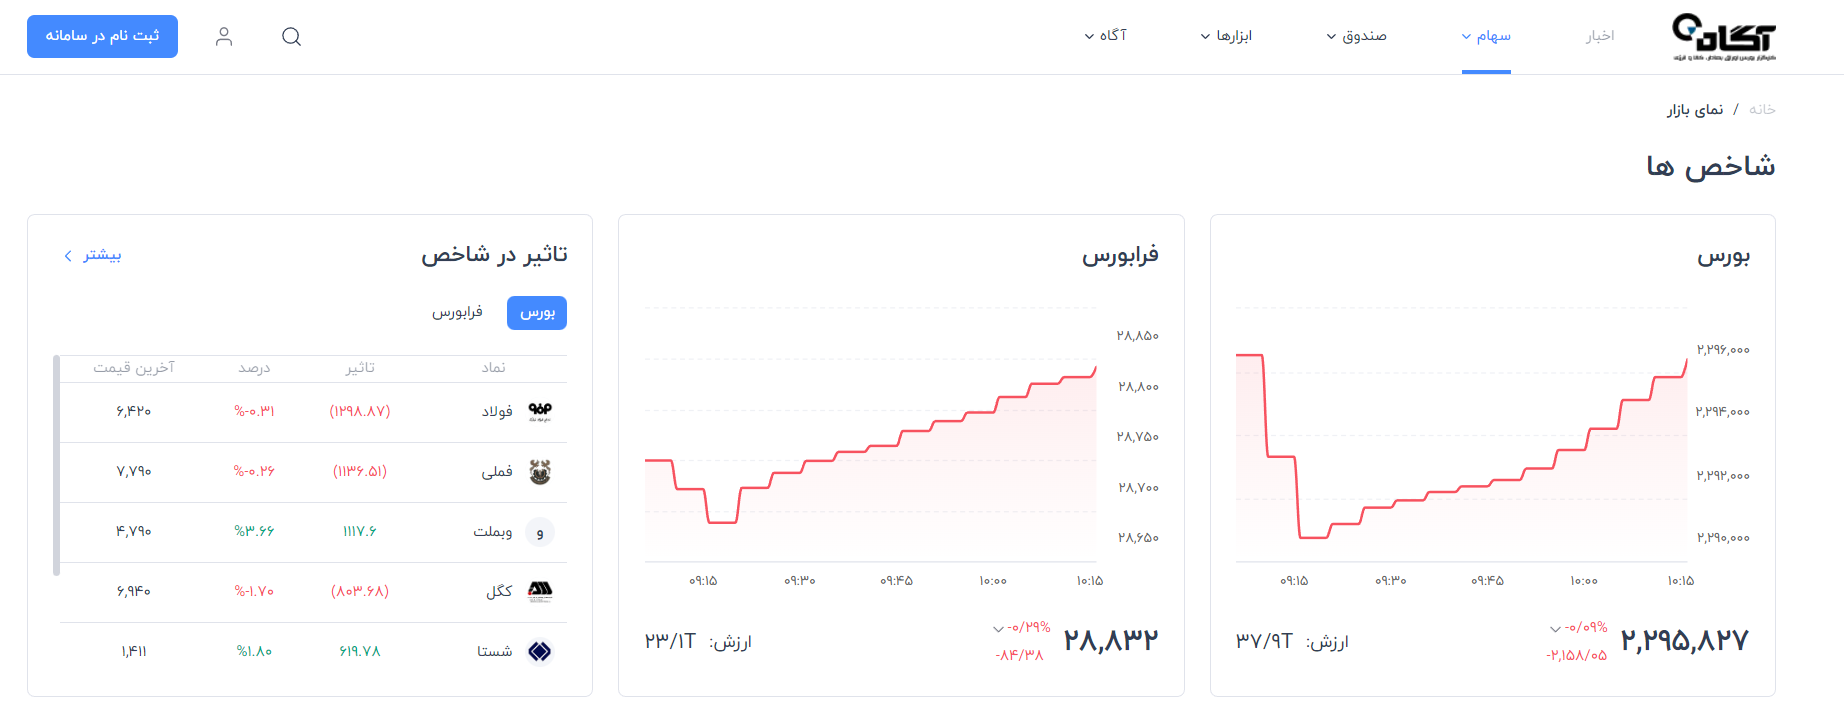 آگاه
کارگزار بورس اوراق بهادار، کالا و انرژی
اخبار
سهام
صندوق
ابزارها
آگاه
ثبت نام در سامانه
خانه / نمای بازار
شاخص ها
بورس
۲,۲۹۶,۰۰۰
۲,۲۹۴,۰۰۰
۲,۲۹۲,۰۰۰
۲,۲۹۰,۰۰۰
۰۹:۱۵ ۰۹:۳۰ ۰۹:۴۵ ۱۰:۰۰ ۱۰:۱۵
۲,۲۹۵,۸۲۷
-۰/۰۹%
-۲,۱۵۸/۰۵
ارزش: ۳۷/۹T
فرابورس
۲۸,۸۵۰
۲۸,۸۰۰
۲۸,۷۵۰
۲۸,۷۰۰
۲۸,۶۵۰
۰۹:۱۵ ۰۹:۳۰ ۰۹:۴۵ ۱۰:۰۰ ۱۰:۱۵
۲۸,۸۳۲
-۰/۲۹%
-۸۴/۳۸
ارزش: ۲۳/۱T
تاثیر در شاخص
بیشتر
بورس
فرابورس
نماد تاثیر درصد آخرین قیمت
فولاد (۱۲۹۸.۸۷) %-۰.۳۱ ۶,۴۲۰
فملی (۱۱۳۶.۵۱) %-۰.۲۶ ۷,۷۹۰
و وبملت ۱۱۱۷.۶ %۳.۶۶ ۴,۷۹۰
کگل (۸۰۳.۶۸) %-۱.۷۰ ۶,۹۴۰
شستا ۶۱۹.۷۸ %۱.۸۰ ۱,۴۱۱